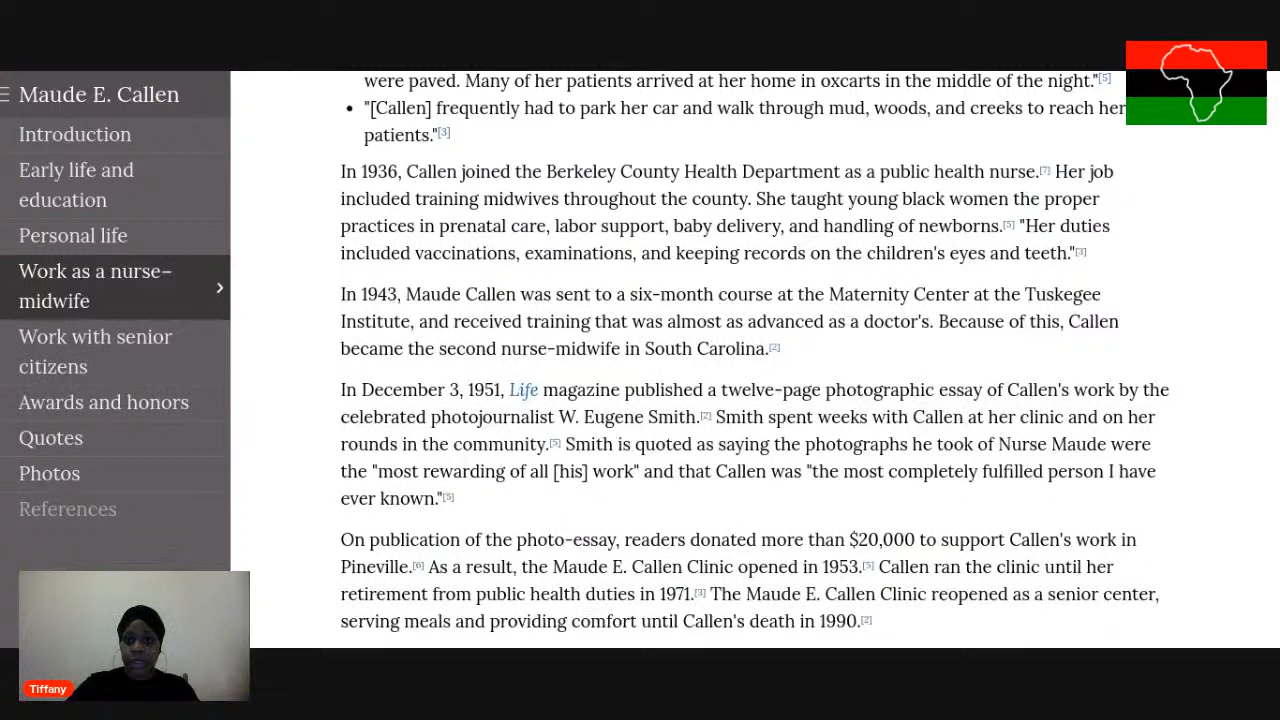 Maude E. Callen
Introduction
Early life and
education
Personal life
Work as a nurse–
midwife
Work with senior
citizens
Awards and honors
Quotes
Photos
References
were paved. Many of her patients arrived at her home in oxcarts in the middle of the night."[5]
• "[Callen] frequently had to park her car and walk through mud, woods, and creeks to reach her
patients."[3]
In 1936, Callen joined the Berkeley County Health Department as a public health nurse.[7] Her job
included training midwives throughout the county. She taught young black women the proper
practices in prenatal care, labor support, baby delivery, and handling of newborns.[5] "Her duties
included vaccinations, examinations, and keeping records on the children's eyes and teeth."[3]
In 1943, Maude Callen was sent to a six-month course at the Maternity Center at the Tuskegee
Institute, and received training that was almost as advanced as a doctor's. Because of this, Callen
became the second nurse-midwife in South Carolina.[2]
In December 3, 1951, Life magazine published a twelve-page photographic essay of Callen's work by the
celebrated photojournalist W. Eugene Smith.[2] Smith spent weeks with Callen at her clinic and on her
rounds in the community.[5] Smith is quoted as saying the photographs he took of Nurse Maude were
the "most rewarding of all [his] work" and that Callen was "the most completely fulfilled person I have
ever known."[5]
On publication of the photo-essay, readers donated more than $20,000 to support Callen's work in
Pineville.[6] As a result, the Maude E. Callen Clinic opened in 1953.[5] Callen ran the clinic until her
retirement from public health duties in 1971.[3] The Maude E. Callen Clinic reopened as a senior center,
serving meals and providing comfort until Callen's death in 1990.[2]
Tiffany